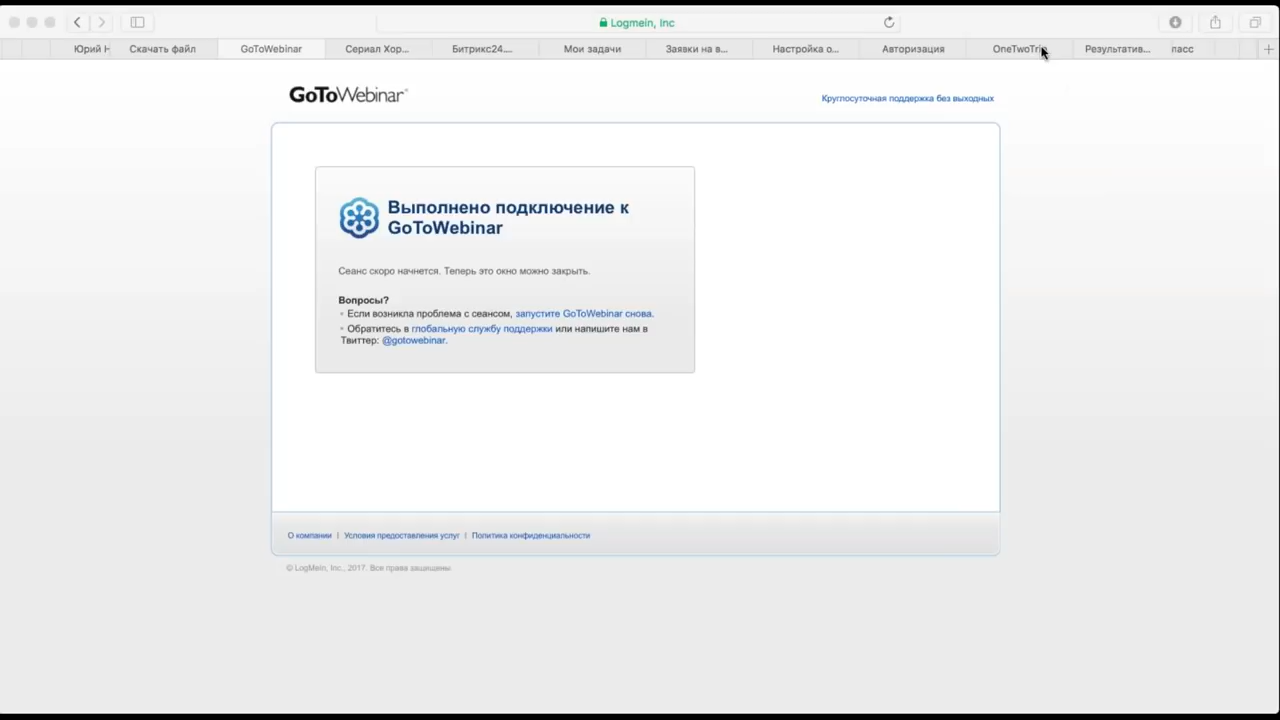 Logmein, Inc
Юрий Н
Скачать файл
GoToWebinar
Сериал Хор...
Битрикс24....
Мои задачи
Заявки на в...
Настройка о...
Авторизация
OneTwoTrip
Результатив...
ласс
GoToWebinar
Круглосуточная поддержка без выходных
Выполнено подключение к
GoToWebinar
Сеанс скоро начнется. Теперь это окно можно закрыть.
Вопросы?
• Если возникла проблема с сеансом, запустите GoToWebinar снова.
• Обратитесь в глобальную службу поддержки или напишите нам в
Твиттер: @gotowebinar.
О компании | Условия предоставления услуг | Политика конфиденциальности
© LogMeIn, Inc., 2017. Все права защищены.